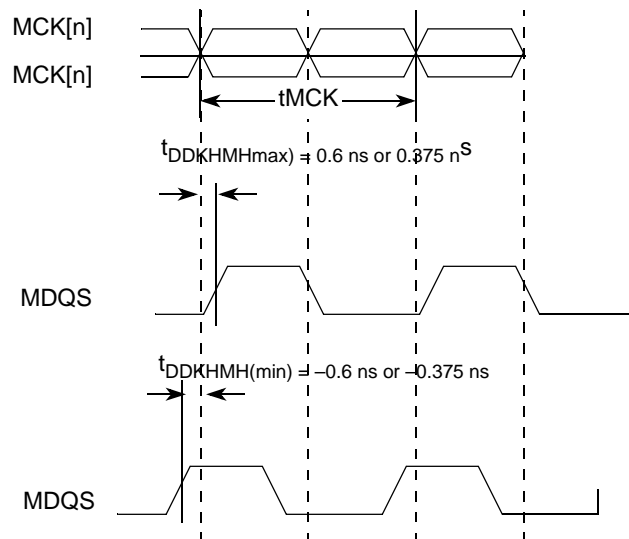 MCK[n]
MCK[n]
tMCK
tDDKHMHmax) = 0.6 ns or 0.375 ns
MDQS
tDDKHMH(min) = –0.6 ns or –0.375 ns
MDQS